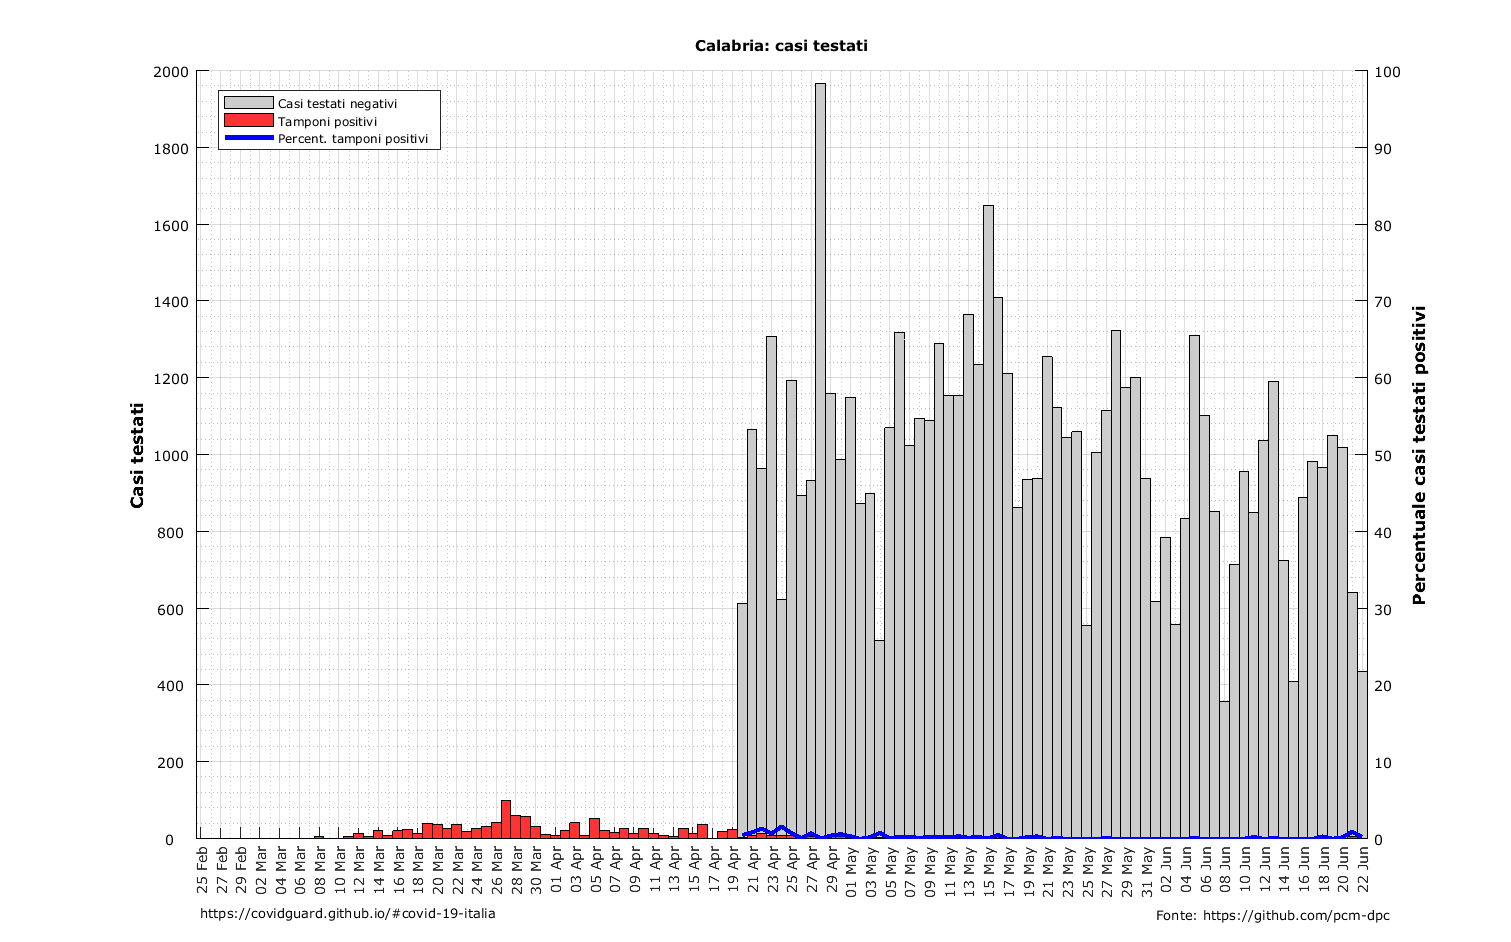 Calabria: casi testati
Casi testati negativi
Tamponi positivi
Percent. tamponi positivi
Casi testati
2000
1800
1600
1400
1200
1000
800
600
400
200
0
100
90
80
70
60
50
40
30
20
10
0
Percentuale casi testati positivi
25 Feb
27 Feb
29 Feb
02 Mar
04 Mar
06 Mar
08 Mar
10 Mar
12 Mar
14 Mar
16 Mar
18 Mar
20 Mar
22 Mar
24 Mar
26 Mar
28 Mar
30 Mar
01 Apr
03 Apr
05 Apr
07 Apr
09 Apr
11 Apr
13 Apr
15 Apr
17 Apr
19 Apr
21 Apr
23 Apr
25 Apr
27 Apr
29 Apr
01 May
03 May
05 May
07 May
09 May
11 May
13 May
15 May
17 May
19 May
21 May
23 May
25 May
27 May
29 May
31 May
02 Jun
04 Jun
06 Jun
08 Jun
10 Jun
12 Jun
14 Jun
16 Jun
18 Jun
20 Jun
22 Jun
https://covidguard.github.io/#covid-19-italia
Fonte: https://github.com/pcm-dpc